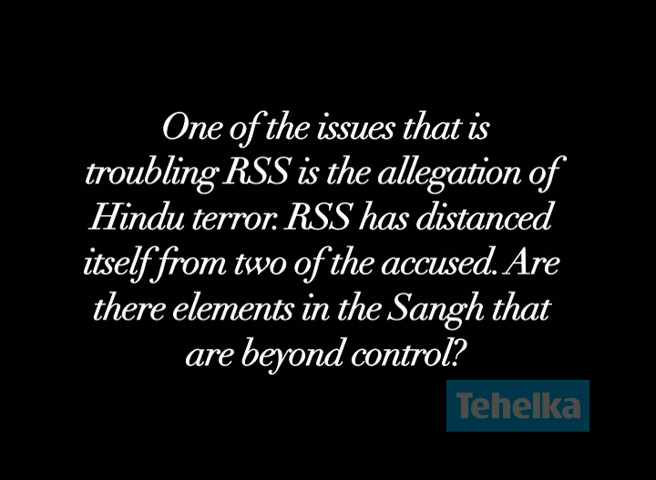 One of the issues that is
troubling RSS is the allegation of
Hindu terror. RSS has distanced
itself from two of the accused. Are
there elements in the Sangh that
are beyond control?
Tehelka